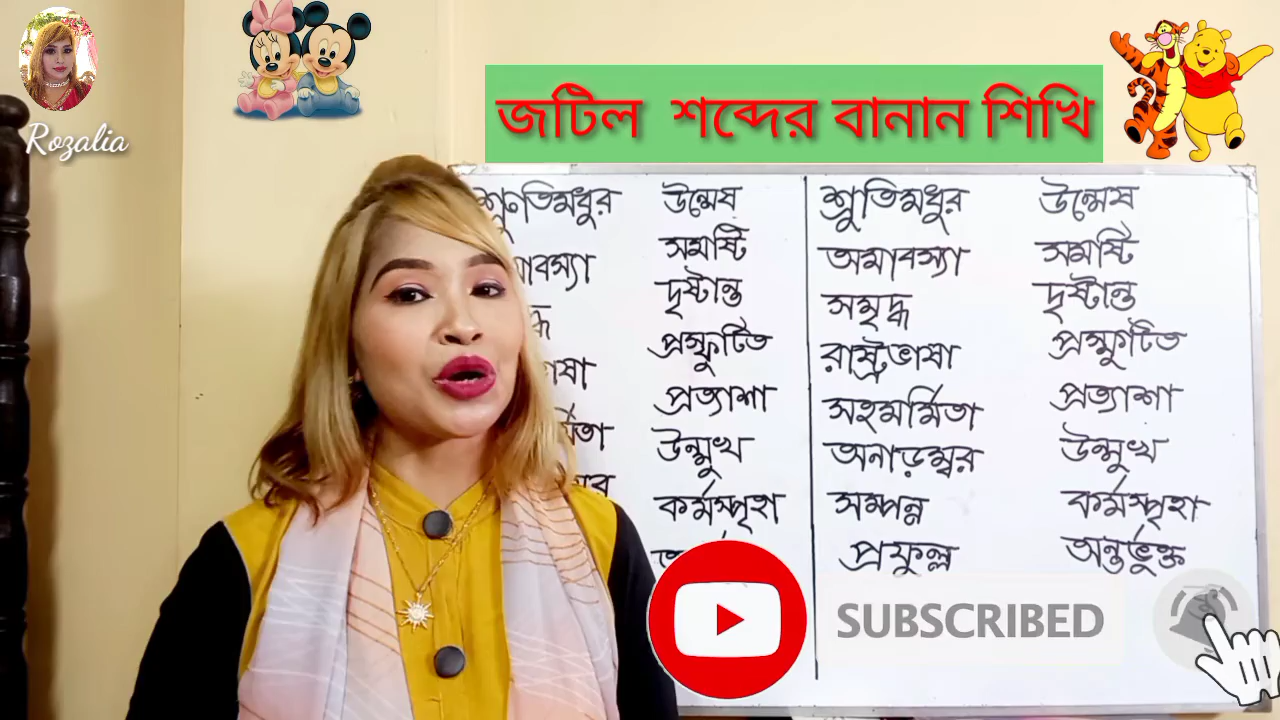 Rozalia
জটিল শব্দের বানান শিখি
শ্রুতিমধুর উন্মেষ শ্রুতিমধুর উন্মেষ
সমষ্টি অমাবস্যা সমষ্টি
দৃষ্টান্ত সমৃদ্ধ দৃষ্টান্ত
প্রস্ফুটিত রাষ্ট্রভাষা প্রস্ফুটিত
প্রত্যাশা সহমর্মিতা প্রত্যাশা
উন্মুখ অনাড়ম্বর উন্মুখ
কর্মস্পৃহা সম্পন্ন কর্মস্পৃহা
প্রফুল্ল অন্তর্ভুক্ত
SUBSCRIBED